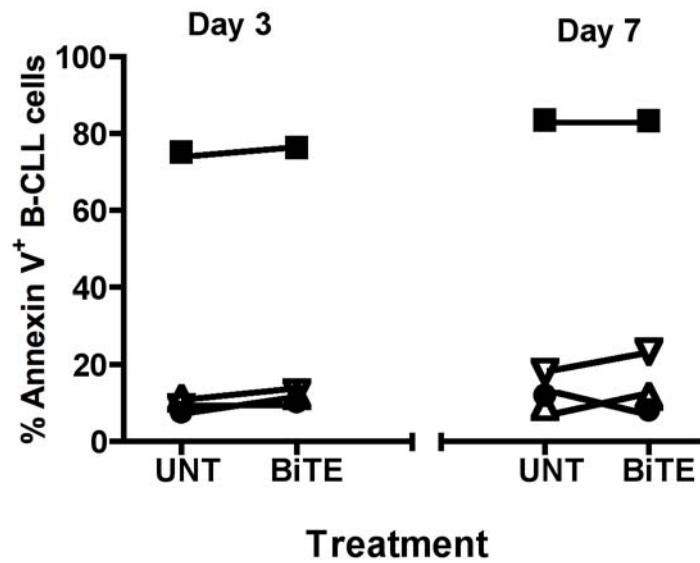 Day 3
Day 7
% Annexin V+ B-CLL cells
100
80
60
40
20
0
UNT BiTE UNT BiTE
Treatment